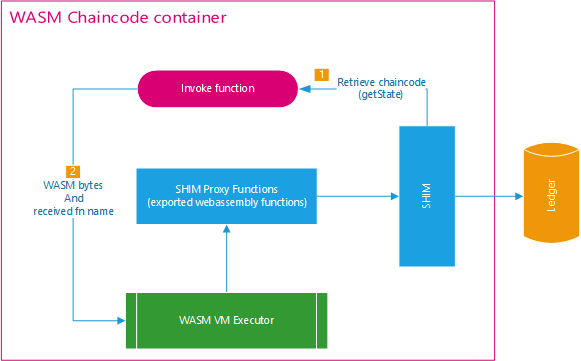 WASM Chaincode container
1
Retrieve chaincode
(getState)
Invoke function
2
WASM bytes
And
received fn name
SHIM Proxy Functions
(exported webassembly functions)
SHIM
Ledger
WASM VM Executor